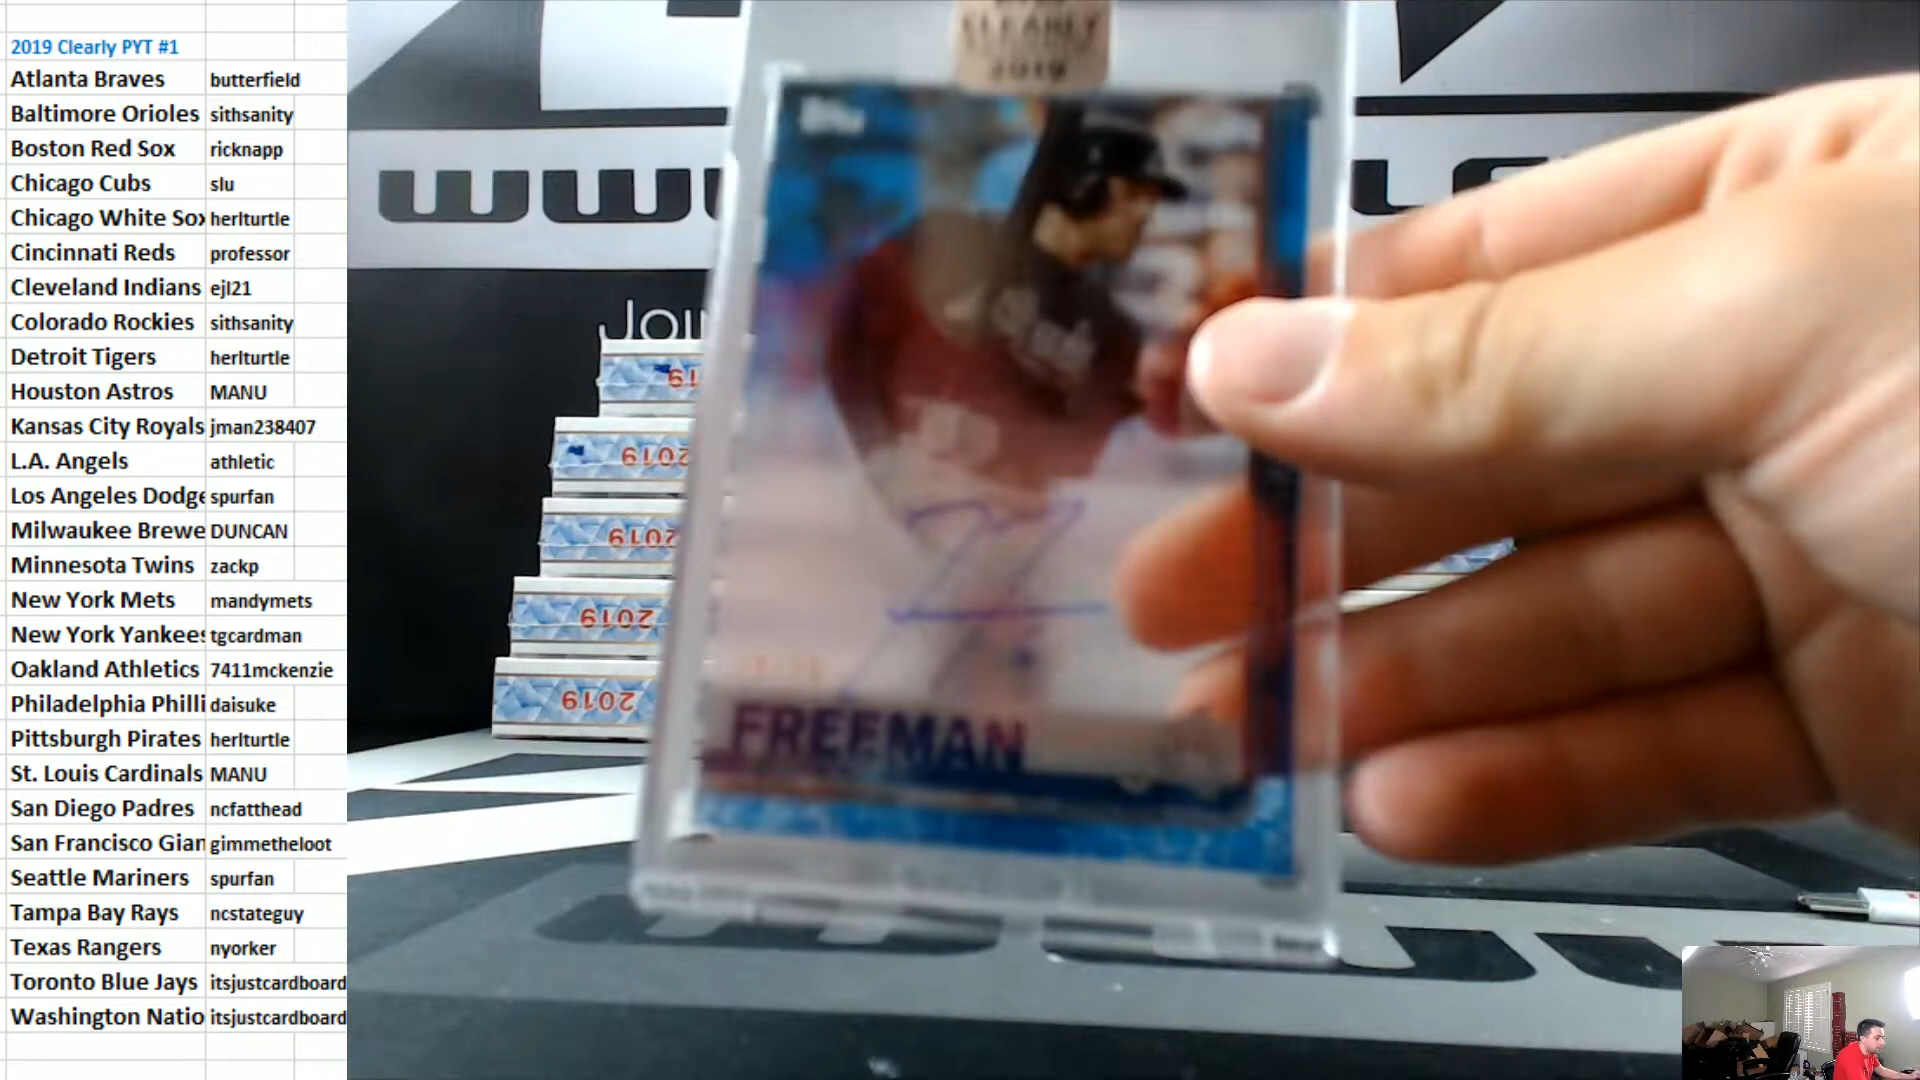 2019 Clearly PYT #1
Atlanta Braves butterfield
Baltimore Orioles sithsanity
Boston Red Sox ricknapp
Chicago Cubs slu
Chicago White Sox herlturtle
Cincinnati Reds professor
Cleveland Indians ejl21
Colorado Rockies sithsanity
Detroit Tigers herlturtle
Houston Astros MANU
Kansas City Royals jman238407
L.A. Angels athletic
Los Angeles Dodge spurfan
Milwaukee Brewe DUNCAN
Minnesota Twins zackp
New York Mets mandymets
New York Yankees tgcardman
Oakland Athletics 7411mckenzie
Philadelphia Philli daisuke
Pittsburgh Pirates herlturtle
St. Louis Cardinals MANU
San Diego Padres ncfatthead
San Francisco Gian gimmetheloot
Seattle Mariners spurfan
Tampa Bay Rays ncstateguy
Texas Rangers nyorker
Toronto Blue Jays itsjustcardboard
Washington Natio itsjustcardboard
CLEARLY
2019
Topps
FREEMAN
WWW
JOIN
2019
2019
2019
2019
2019